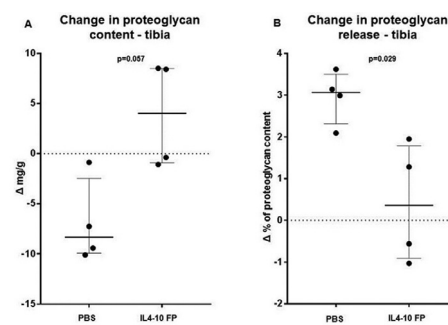 A
Change in proteoglycan
content - tibia
p=0.057
Δ mg/g
10
5
0
-5
-10
-15
PBS
IL4-10 FP
B
Change in proteoglycan
release - tibia
p=0.029
Δ % of proteoglycan content
4
3
2
1
0
-1
-2
PBS
IL4-10 FP